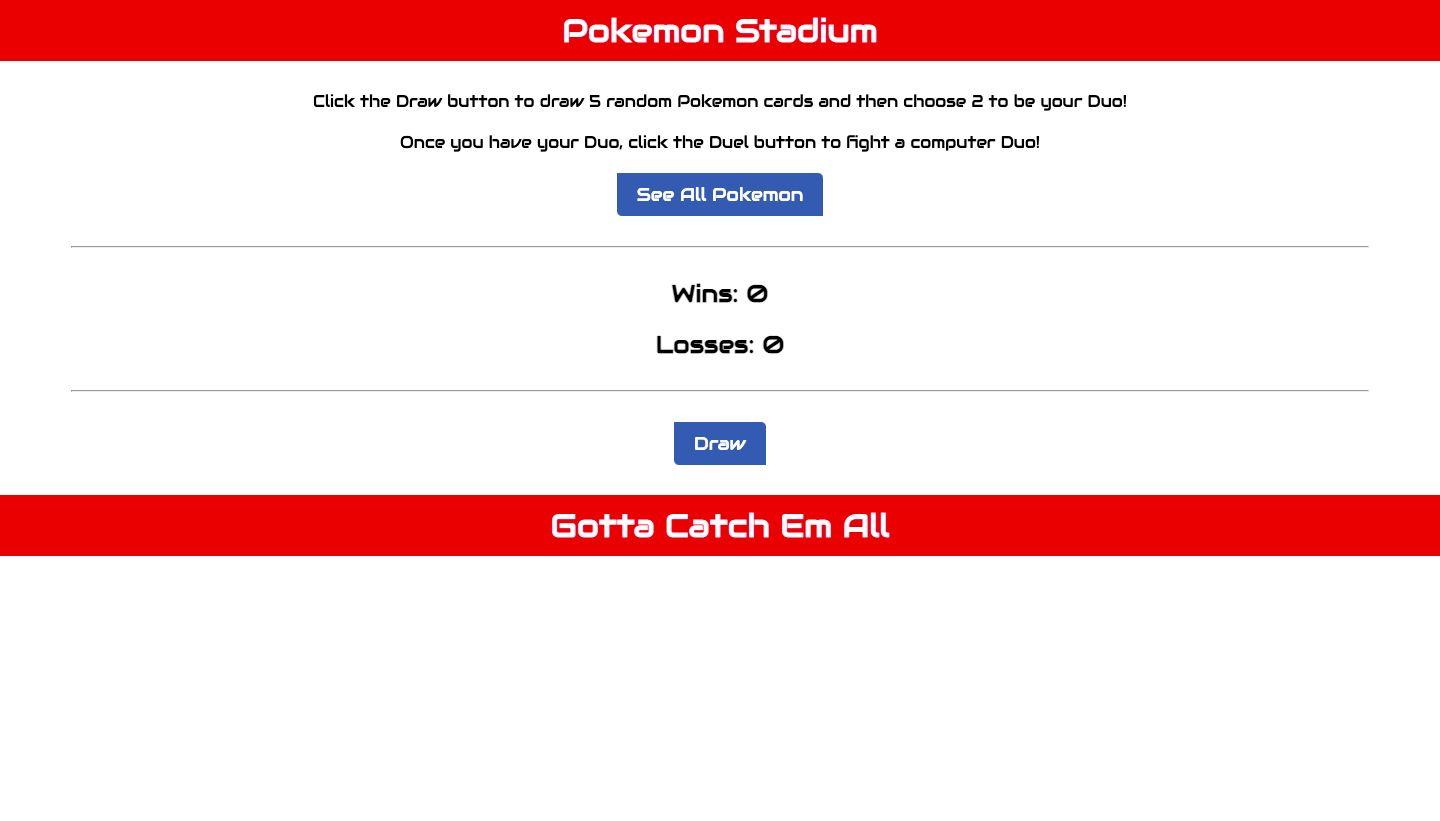 Pokemon Stadium
Click the Draw button to draw 5 random Pokemon cards and then choose 2 to be your Duo!
Once you have your Duo, click the Duel button to fight a computer Duo!
See All Pokemon
Wins: 0
Losses: 0
Draw
Gotta Catch Em All